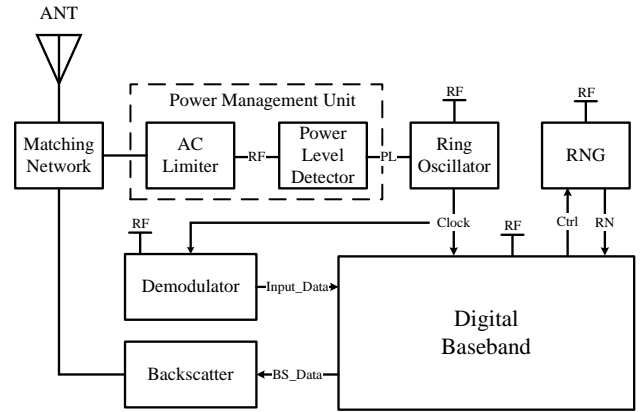 ANT
Power Management Unit
RF
RF
Matching
Network
AC
Limiter
RF
Power
Level
Detector
PL
Ring
Oscillator
RNG
RF
Clock
RF
Ctrl
RN
Demodulator
Input_Data
Digital
Baseband
Backscatter
BS_Data